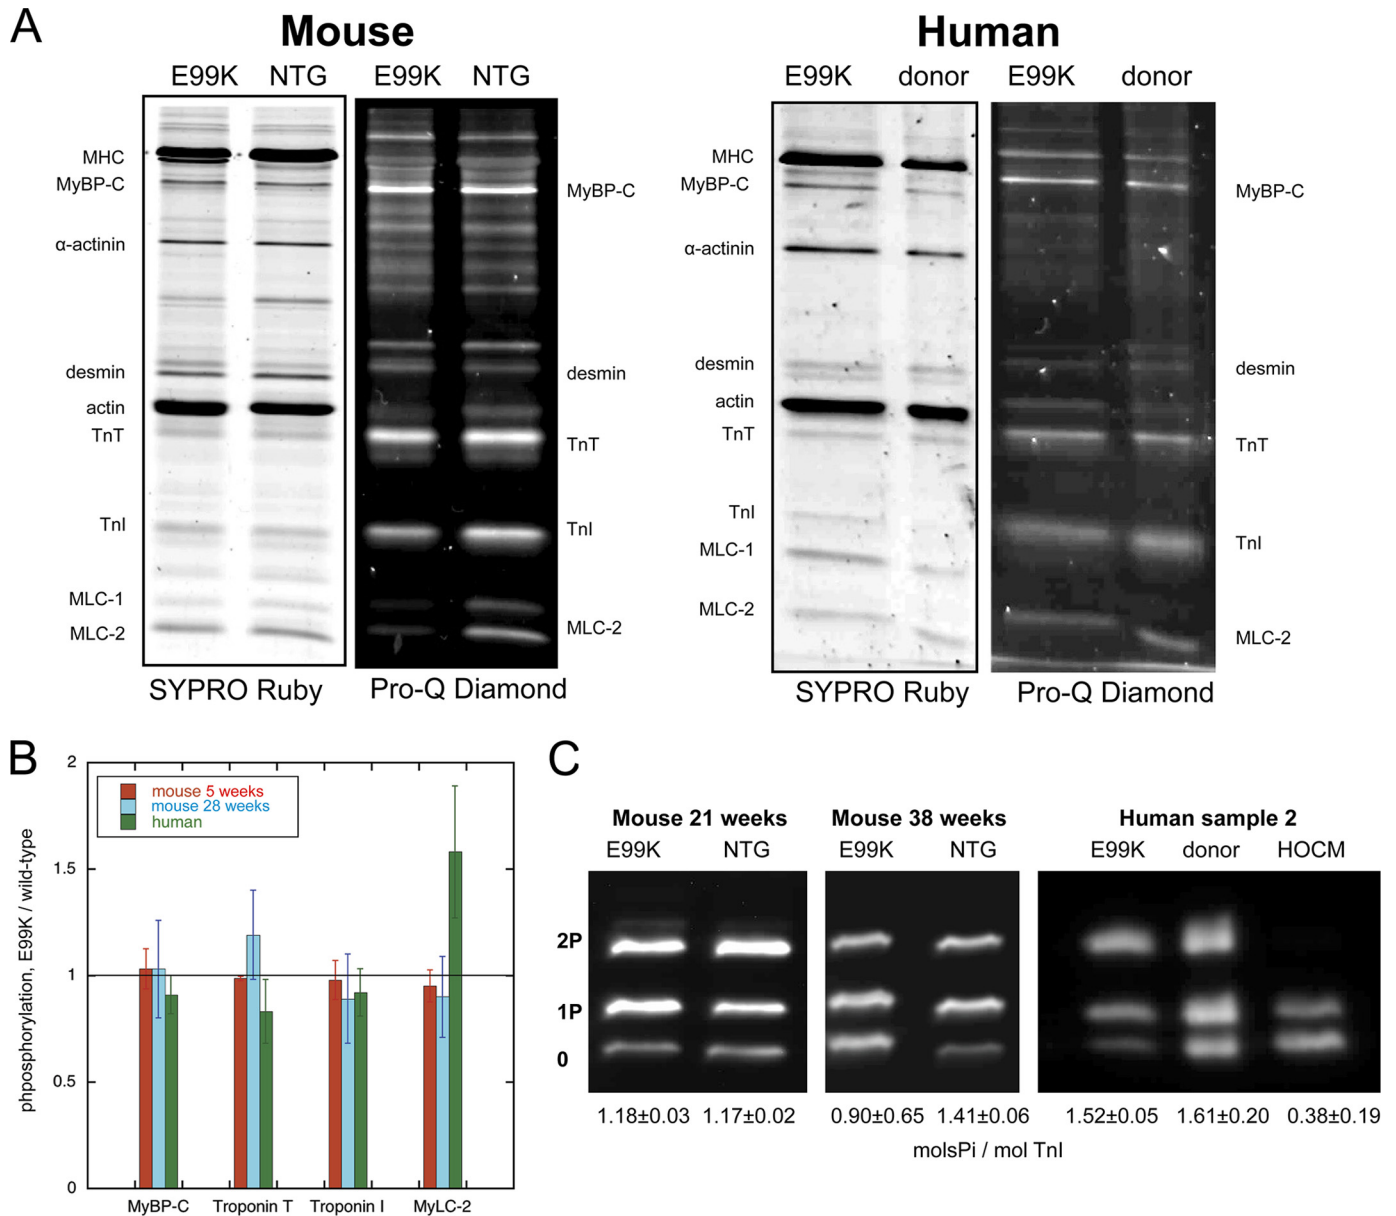 A
Mouse
E99K NTG E99K NTG
MHC
MyBP-C
α-actinin
desmin
actin
TnT
TnI
MLC-1
MLC-2
MyBP-C
desmin
TnT
TnI
MLC-2
SYPRO Ruby
Pro-Q Diamond
Human
E99K donor E99K donor
MHC
MyBP-C
α-actinin
desmin
actin
TnT
TnI
MLC-1
MLC-2
MyBP-C
desmin
TnT
TnI
MLC-2
SYPRO Ruby
Pro-Q Diamond
B
phposphorylation, E99K / wild-type
2
1.5
1
0.5
0
mouse 5 weeks
mouse 28 weeks
human
MyBP-C Troponin T Troponin I MyLC-2
C
Mouse 21 weeks Mouse 38 weeks Human sample 2
E99K NTG E99K NTG E99K donor HOCM
2P
1P
0
1.18±0.03 1.17±0.02 0.90±0.65 1.41±0.06 1.52±0.05 1.61±0.20 0.38±0.19
molsPi / mol TnI